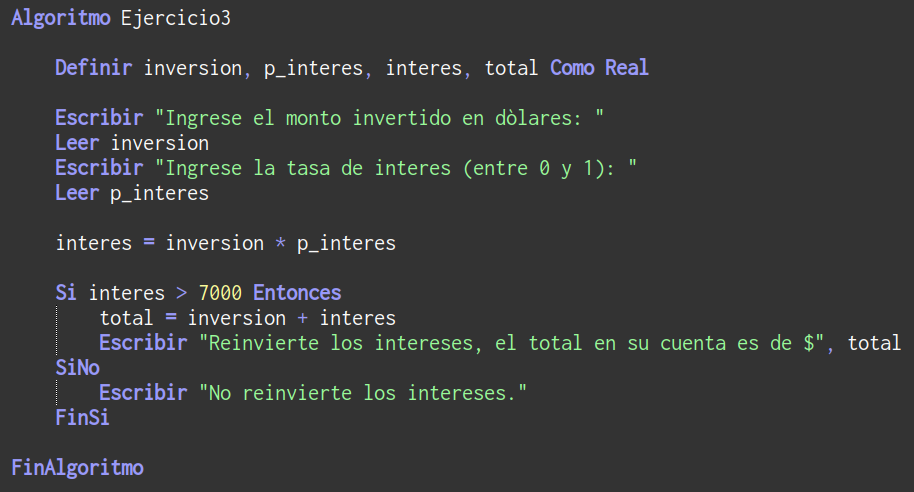 Algoritmo Ejercicio3
Definir inversion, p_interes, interes, total Como Real
Escribir "Ingrese el monto invertido en dòlares: "
Leer inversion
Escribir "Ingrese la tasa de interes (entre 0 y 1): "
Leer p_interes
interes = inversion * p_interes
Si interes > 7000 Entonces
total = inversion + interes
Escribir "Reinvierte los intereses, el total en su cuenta es de $", total
SiNo
Escribir "No reinvierte los intereses."
FinSi
FinAlgoritmo